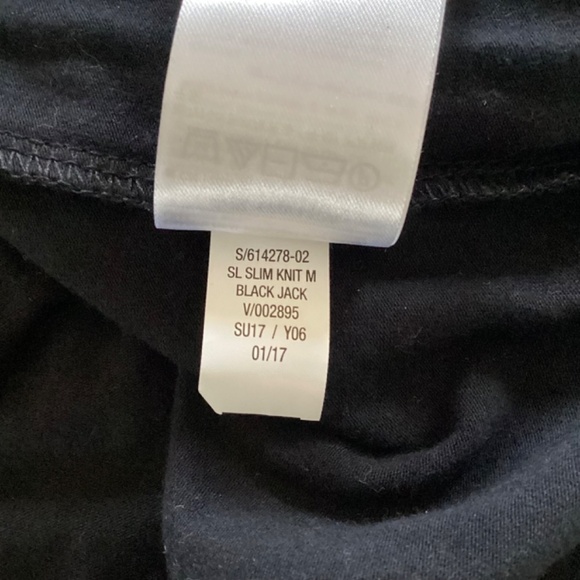 S/614278-02
SL SLIM KNIT M
BLACK JACK
V/002895
SU17 / Y06
01/17